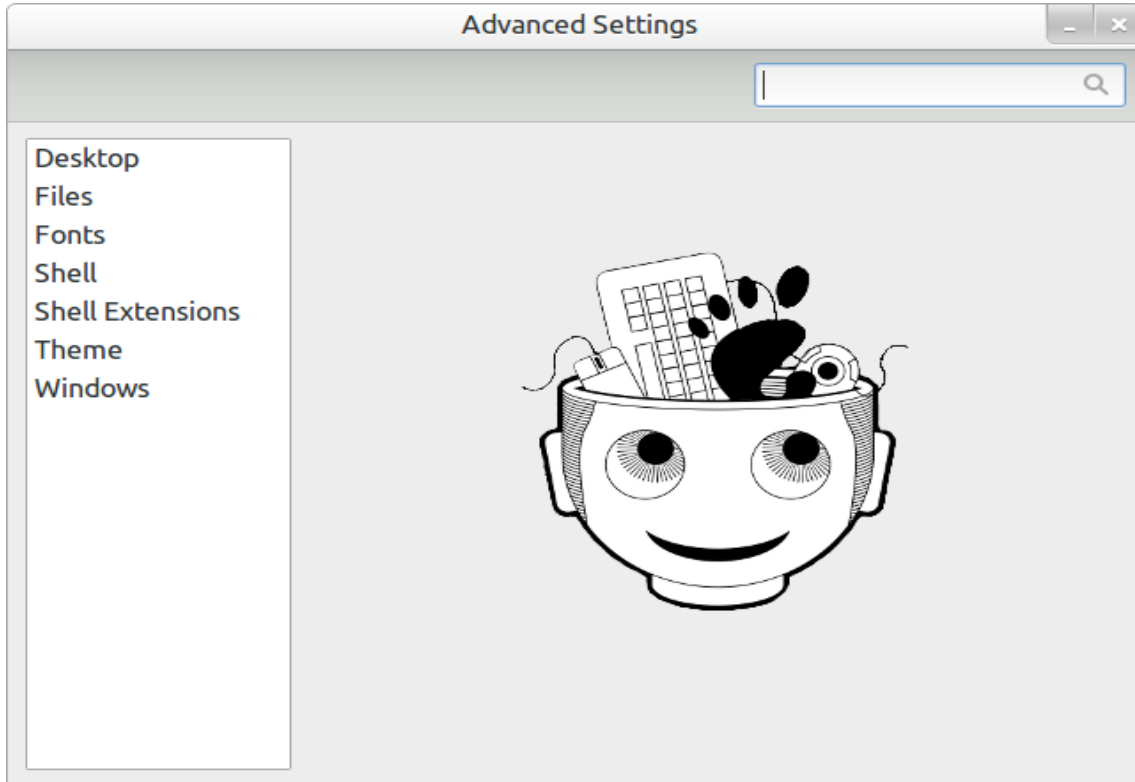 Advanced Settings
Desktop
Files
Fonts
Shell
Shell Extensions
Theme
Windows